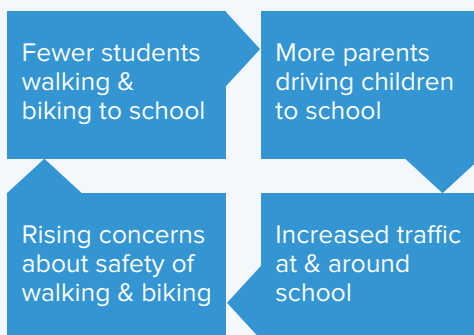 Fewer students
walking &
biking to school
More parents
driving children
to school
Increased traffic
at & around
school
Rising concerns
about safety of
walking & biking